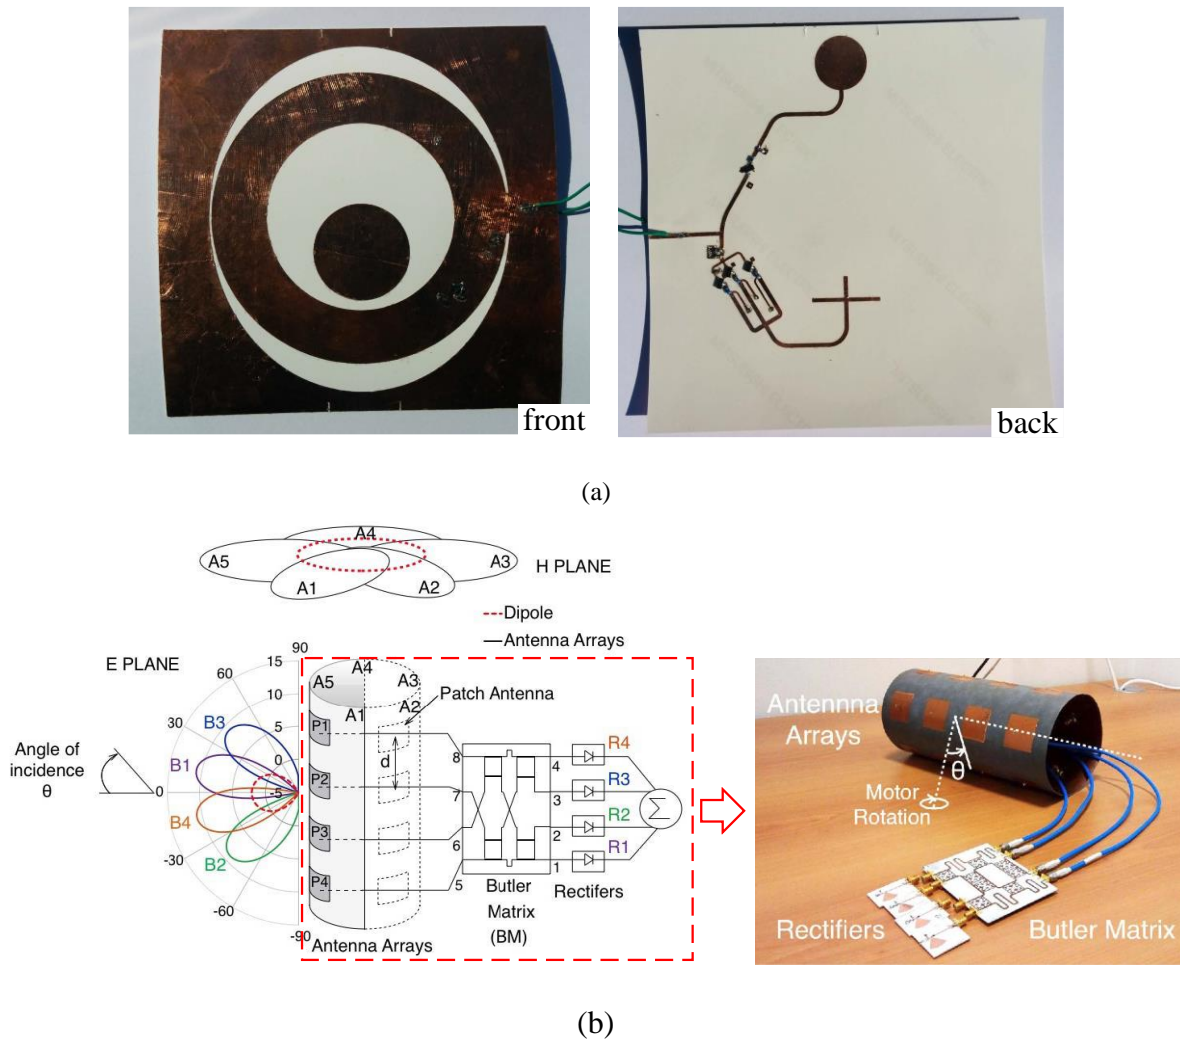 front
back
(a)
A4
A5
A3
A1
A2
H PLANE
Dipole
Antenna Arrays
E PLANE
90
60
30
0
-30
-60
-90
15
10
5
0
-5
B3
B1
B4
B2
Angle of
incidence
θ
A4
A5
A3
A1
A2
Patch Antenna
P1
P2
P3
P4
d
8
7
6
5
4
3
2
1
R4
R3
R2
R1
Σ
Butler
Matrix
(BM)
Rectifers
Antenna Arrays
Antennna
Arrays
θ
Motor
Rotation
Rectifiers
Butler Matrix
(b)